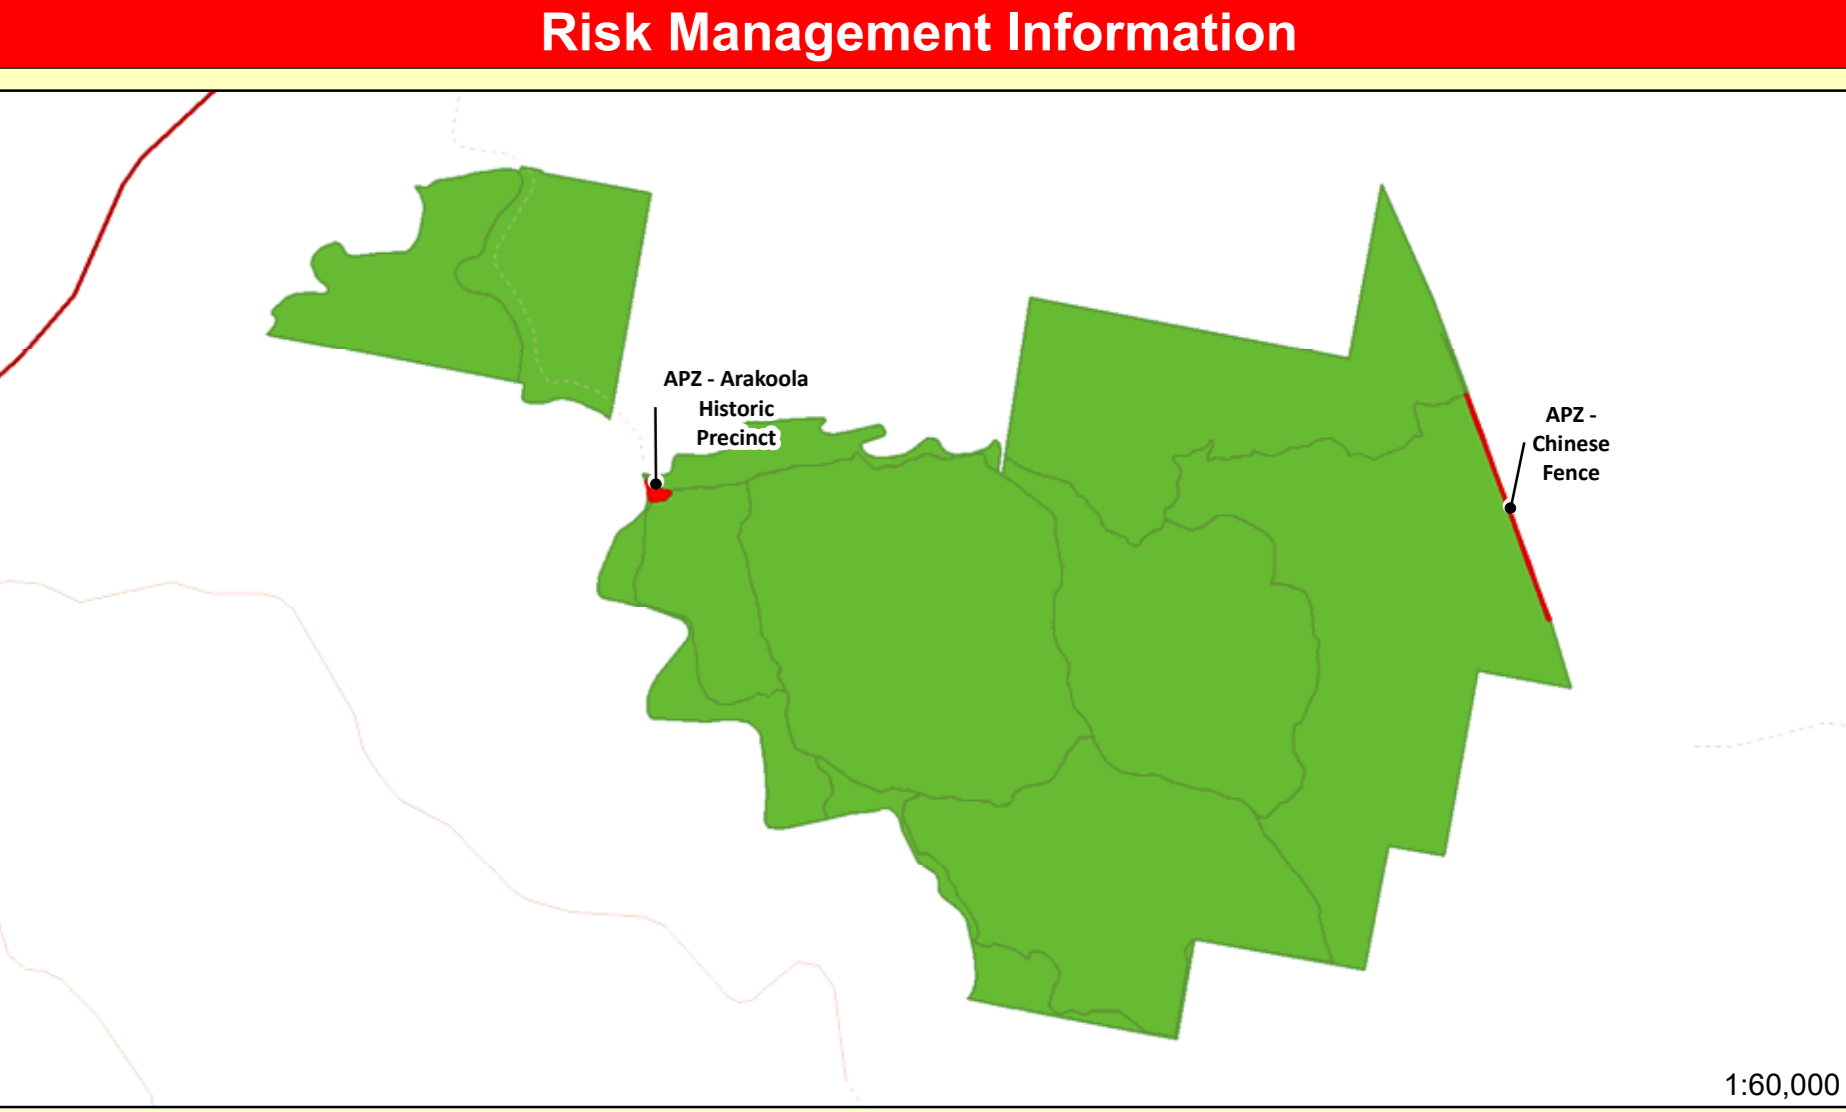 Risk Management Information
APZ - Arakoola
Historic
Precinct
APZ -
Chinese
Fence
1:60,000